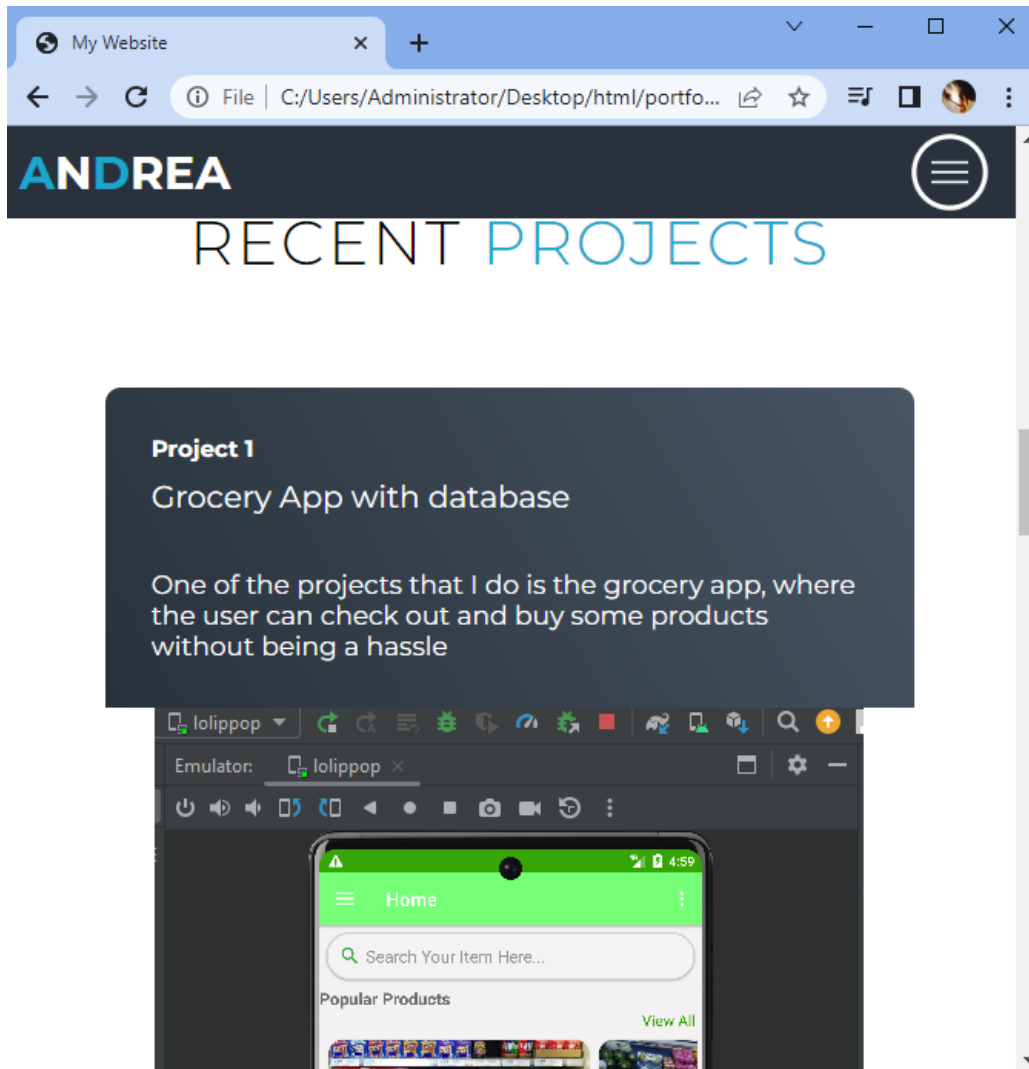 My Website
File
C:/Users/Administrator/Desktop/html/portfo...
ANDREA
RECENT PROJECTS
Project 1
Grocery App with database
One of the projects that I do is the grocery app, where
the user can check out and buy some products
without being a hassle
lolippop
Emulator:
lolippop
4:59
Home
Search Your Item Here...
Popular Products
View All